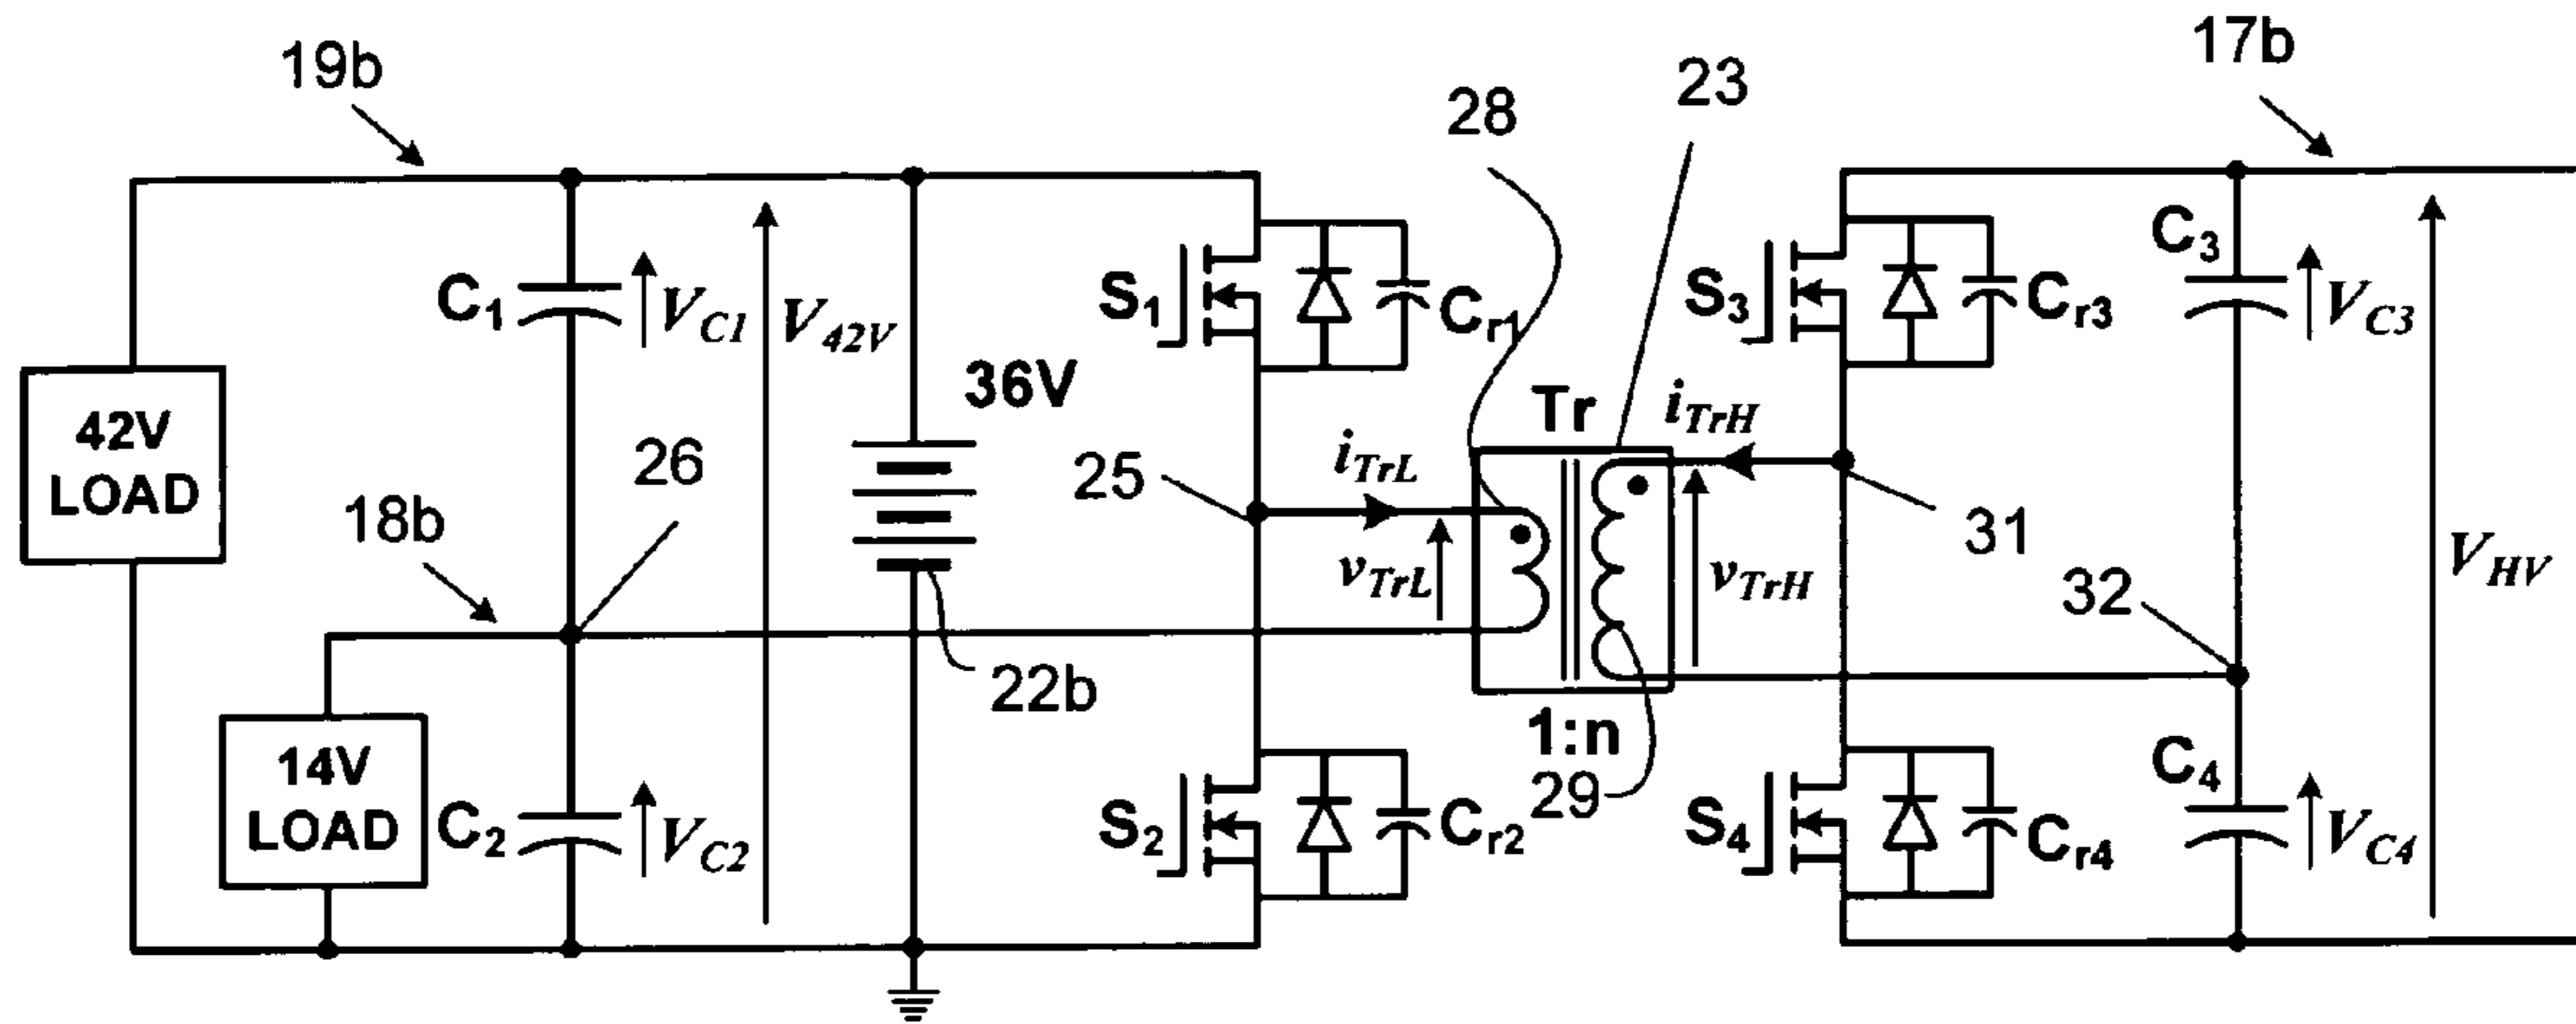 19b
17b
23
28
C1
VC1
V42V
S1
Cr1
S3
Cr3
C3
VC3
36V
Tr
iTrH
42V
LOAD
26
25
iTrL
31
18b
vTrL
vTrH
32
VHV
22b
1:n
14V
LOAD
C2
VC2
S2
Cr2
29
S4
Cr4
C4
VC4